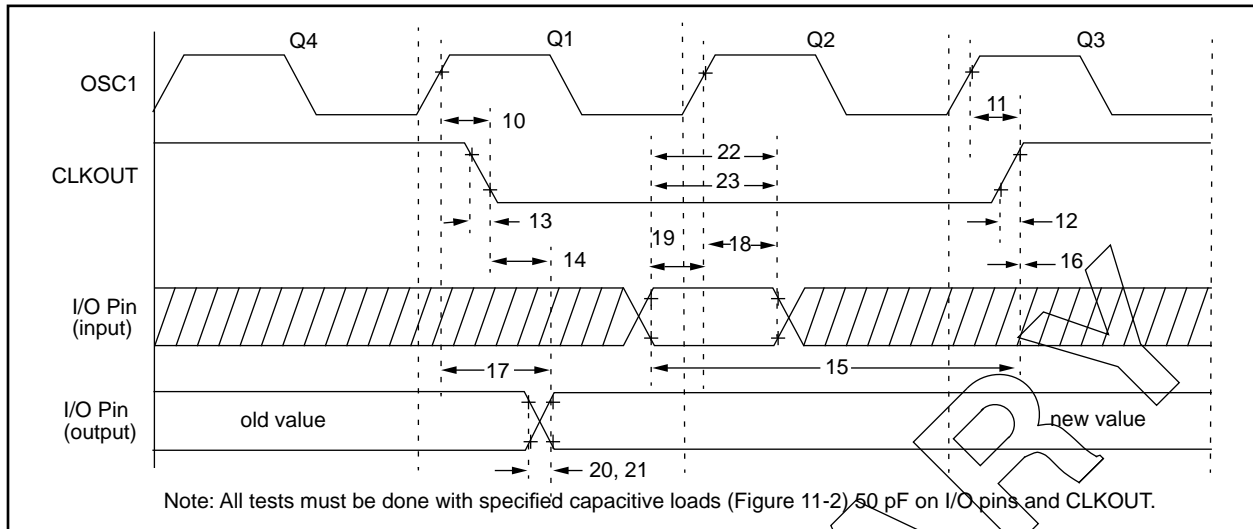 Q4 Q1 Q2 Q3
OSC1
10
11
22
CLKOUT
23
13
12
19
18
14
16
I/O Pin
(input)
17
15
I/O Pin
(output)
old value
new value
20, 21
Note: All tests must be done with specified capacitive loads (Figure 11-2) 50 pF on I/O pins and CLKOUT.